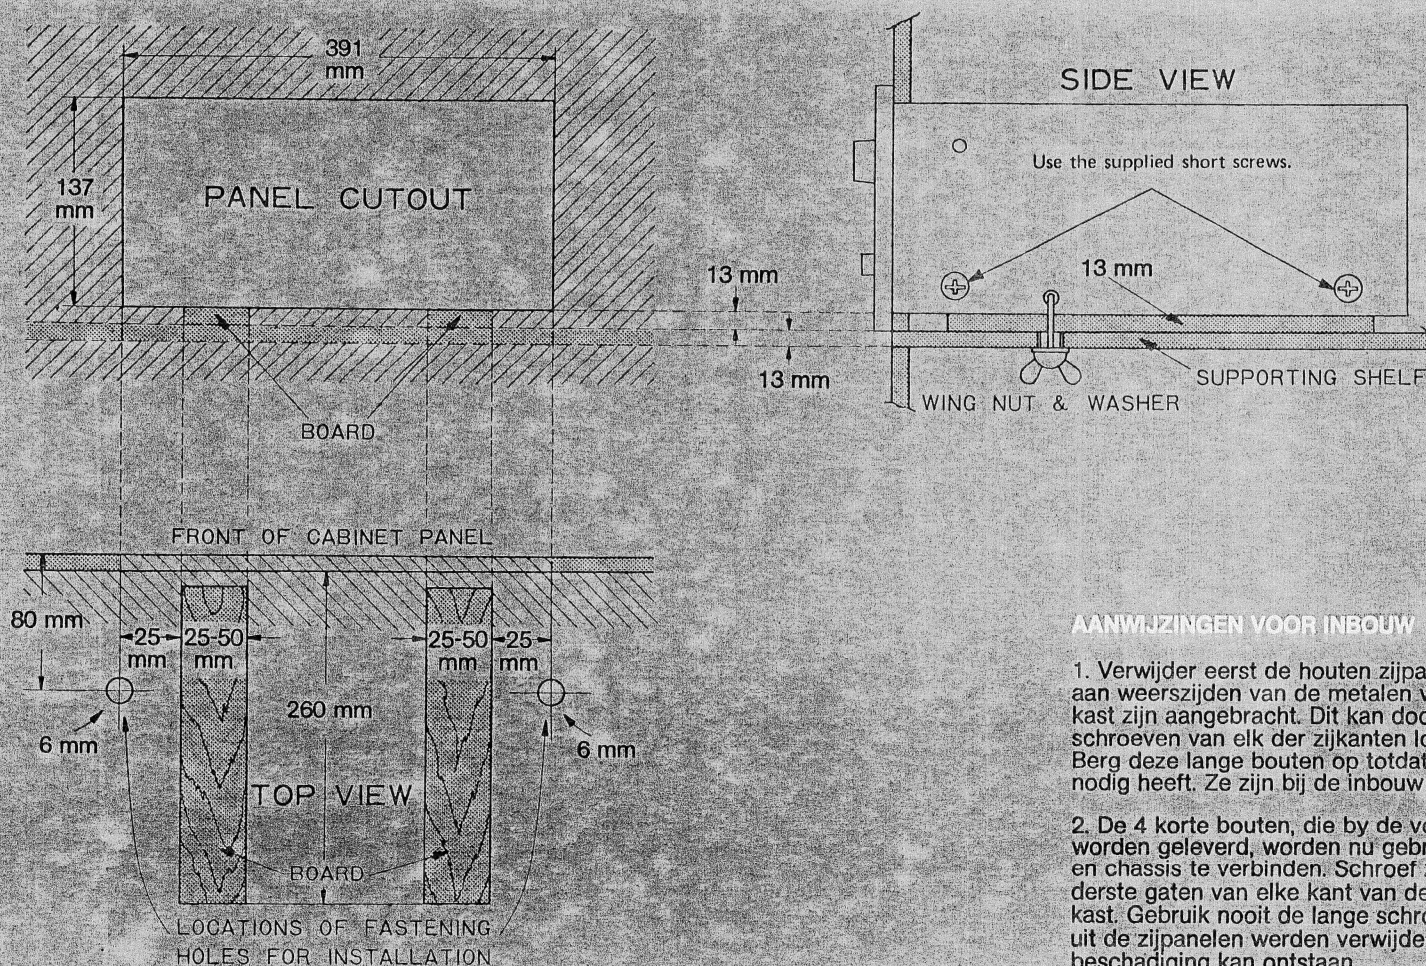 391
mm
137
mm
PANEL CUTOUT
BOARD
13 mm
13 mm
SIDE VIEW
Use the supplied short screws.
13 mm
SUPPORTING SHELF
WING NUT & WASHER
FRONT OF CABINET PANEL
80 mm
25
mm
25-50
mm
25-50
mm
25
mm
260 mm
6 mm
6 mm
TOP VIEW
BOARD
LOCATIONS OF FASTENING
HOLES FOR INSTALLATION
AANWIJZINGEN VOOR INBOUW
1. Verwijder eerst de houten
aan weerszijden van de metalen
kast zijn aangebracht. Dit kan
schroeven van elk der zijkanten
Berg deze lange bouten op totdat
nodig heeft. Ze zijn bij de inbouw
2. De 4 korte bouten, die by de
worden geleverd, worden nu
en chassis te verbinden. Schroef
derste gaten van elke kant van de
kast. Gebruik nooit de lange
uit de zijpanelen werden
beschadiging kan ontstaan.